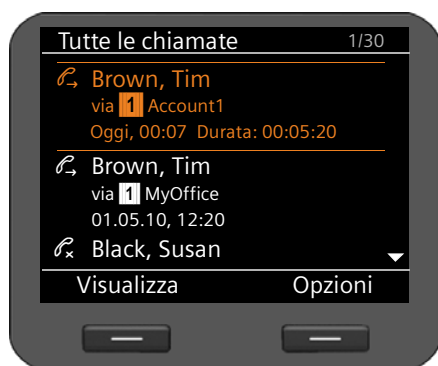 Tutte le chiamate 1/30
Brown, Tim
via 1 Account1
Oggi, 00:07 Durata: 00:05:20
Brown, Tim
via 1 MyOffice
01.05.10, 12:20
Black, Susan
Visualizza Opzioni